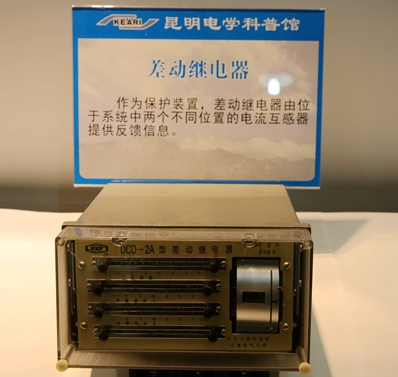 KEARI 昆明电学科普馆
差动继电器
作为保护装置，差动继电器由位
于系统中两个不同位置的电流互感器
提供反馈信息。
DCD-2A 型差动继电器